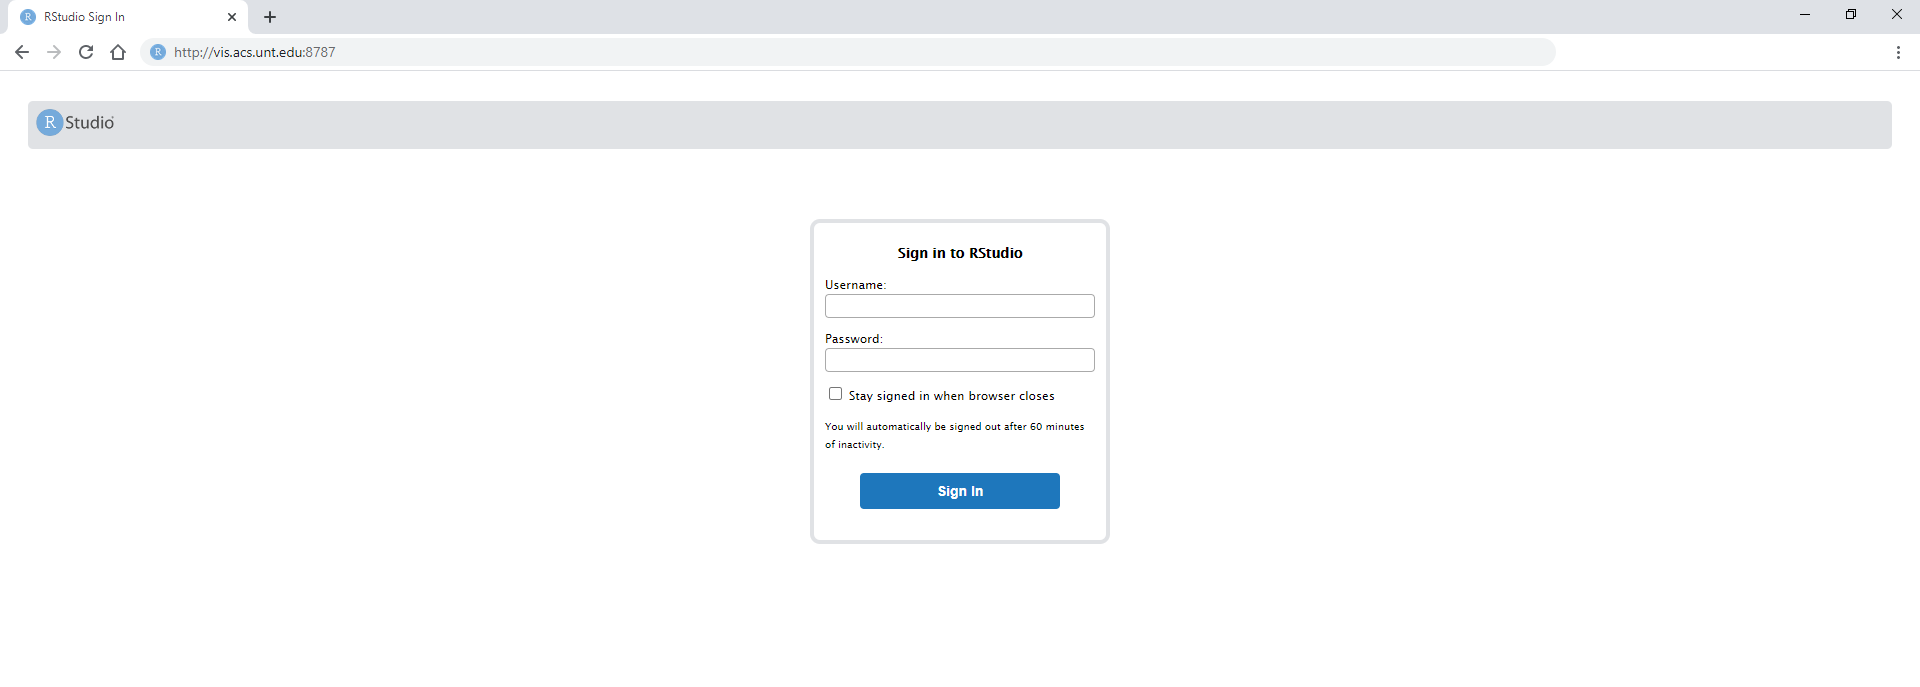 R RStudio Sign In
R http://vis.acs.unt.edu:8787
R Studio
Sign in to RStudio
Username:
Password:
Stay signed in when browser closes
You will automatically be signed out after 60 minutes
of inactivity.
Sign In